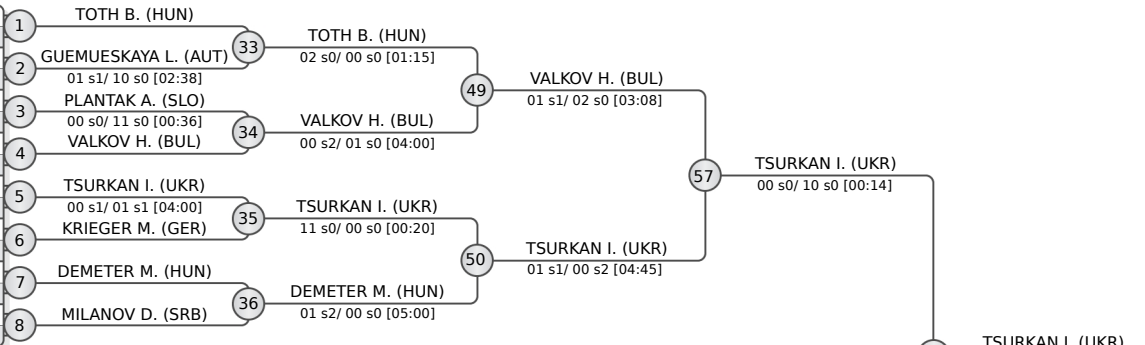 1
TOTH B. (HUN)
2
GUEMUESKAYA L. (AUT)
01 s1/ 10 s0 [02:38]
3
PLANTAK A. (SLO)
00 s0/ 11 s0 [00:36]
4
VALKOV H. (BUL)
5
TSURKAN I. (UKR)
00 s1/ 01 s1 [04:00]
6
KRIEGER M. (GER)
7
DEMETER M. (HUN)
8
MILANOV D. (SRB)
33
TOTH B. (HUN)
02 s0/ 00 s0 [01:15]
34
VALKOV H. (BUL)
00 s2/ 01 s0 [04:00]
35
TSURKAN I. (UKR)
11 s0/ 00 s0 [00:20]
36
DEMETER M. (HUN)
01 s2/ 00 s0 [05:00]
49
VALKOV H. (BUL)
01 s1/ 02 s0 [03:08]
50
TSURKAN I. (UKR)
01 s1/ 00 s2 [04:45]
57
TSURKAN I. (UKR)
00 s0/ 10 s0 [00:14]
TSURKAN I. (UKR)